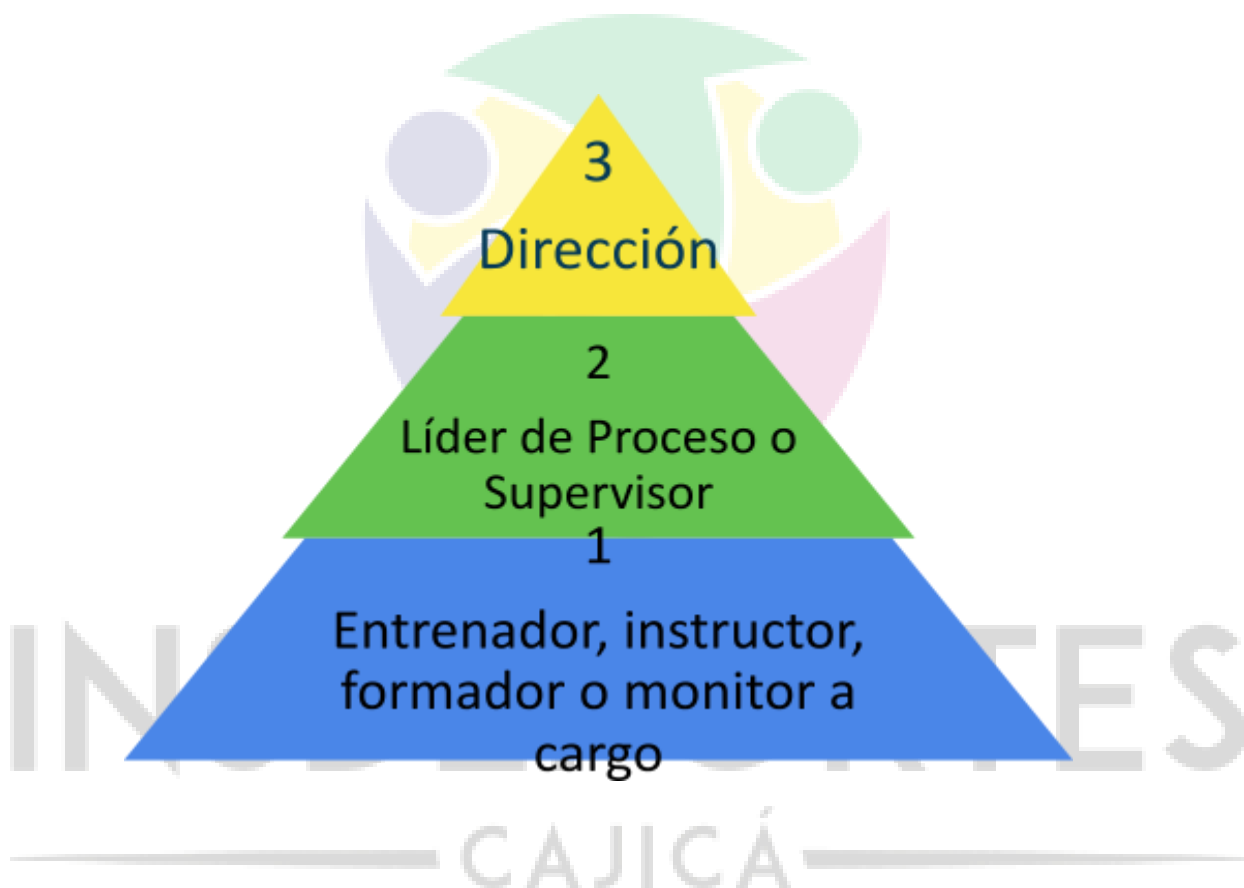 3
Dirección
2
Líder de Proceso o
Supervisor
1
Entrenador, instructor,
formador o monitor a
cargo
CAJICÁ